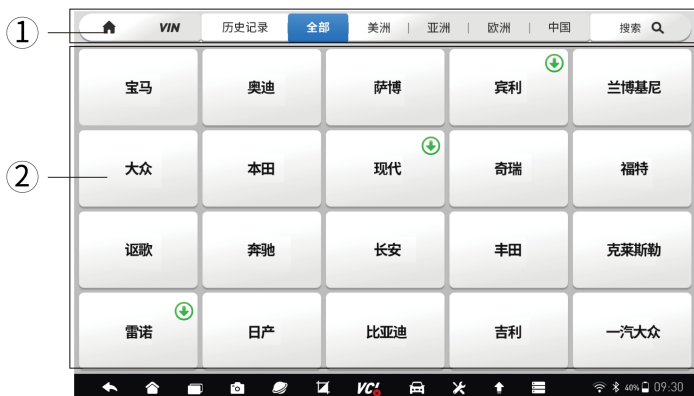 ①
VIN 历史记录 全部 美洲 | 亚洲 | 欧洲 | 中国 搜索
②
宝马 奥迪 萨博 宾利 兰博基尼
大众 本田 现代 奇瑞 福特
讴歌 奔驰 长安 丰田 克莱斯勒
雷诺 日产 比亚迪 吉利 一汽大众
VCI 40% 09:30